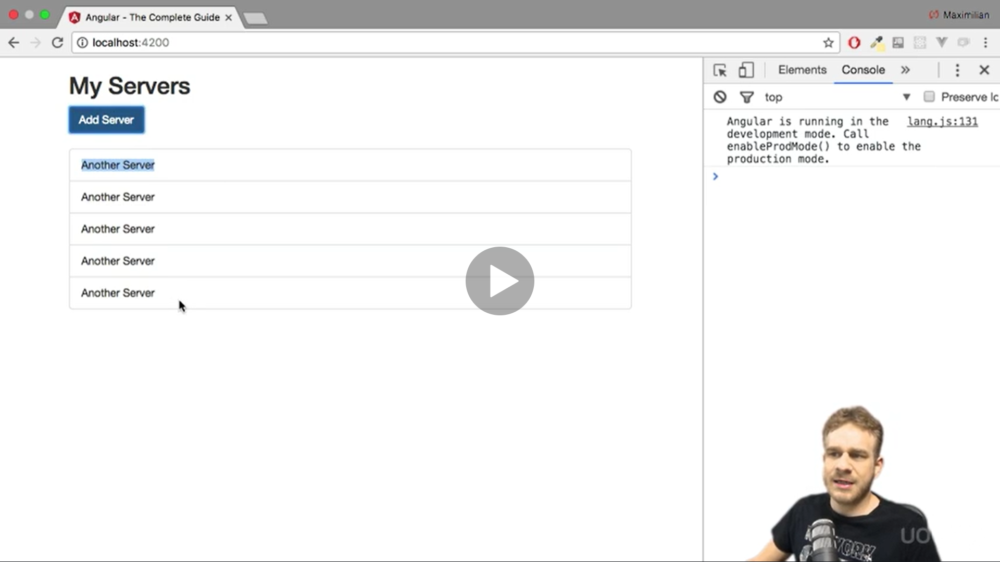 Angular - The Complete Guide
Maximilian
localhost:4200
My Servers
Add Server
Another Server
Another Server
Another Server
Another Server
Another Server
Elements
Console
top
Preserve lc
Angular is running in the lang.js:131
development mode. Call
enableProdMode() to enable the
production mode.